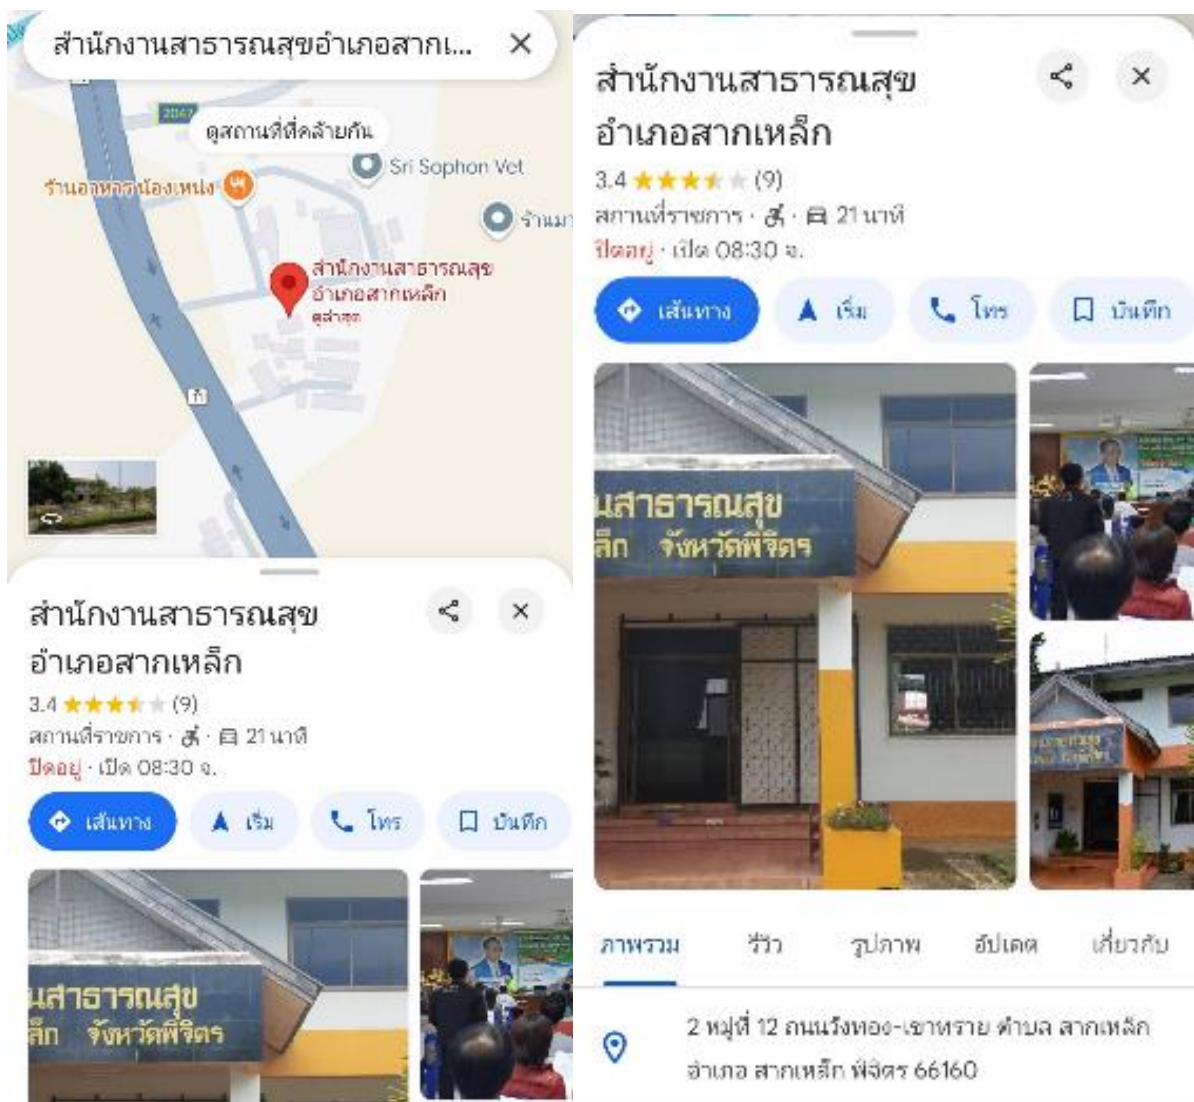 สำนักงานสาธารณสุขอำเภอสากเ...
2047
ดูสถานที่ที่คล้ายกัน
Sri Sophon Vet
ร้านอาหารน้องเหน่ง
ร้านมา
สำนักงานสาธารณสุข
อำเภอสากเหล็ก
ดูล่าสุด
11
สำนักงานสาธารณสุข
อำเภอสากเหล็ก
3.4 (9)
สถานที่ราชการ · 21 นาที
ปิดอยู่ · เปิด 08:30 จ.
เส้นทาง
เริ่ม
โทร
บันทึก
นสาธารณสุข
ล็ก จังหวัดพิจิตร
สำนักงานสาธารณสุข
อำเภอสากเหล็ก
3.4 (9)
สถานที่ราชการ · 21 นาที
ปิดอยู่ · เปิด 08:30 จ.
เส้นทาง
เริ่ม
โทร
บันทึก
นสาธารณสุข
ล็ก จังหวัดพิจิตร
ภาพรวม
รีวิว
รูปภาพ
อัปเดต
เกี่ยวกับ
2 หมู่ที่ 12 ถนนวังทอง-เขาทราย ตำบล สากเหล็ก
อำเภอ สากเหล็ก พิจิตร 66160